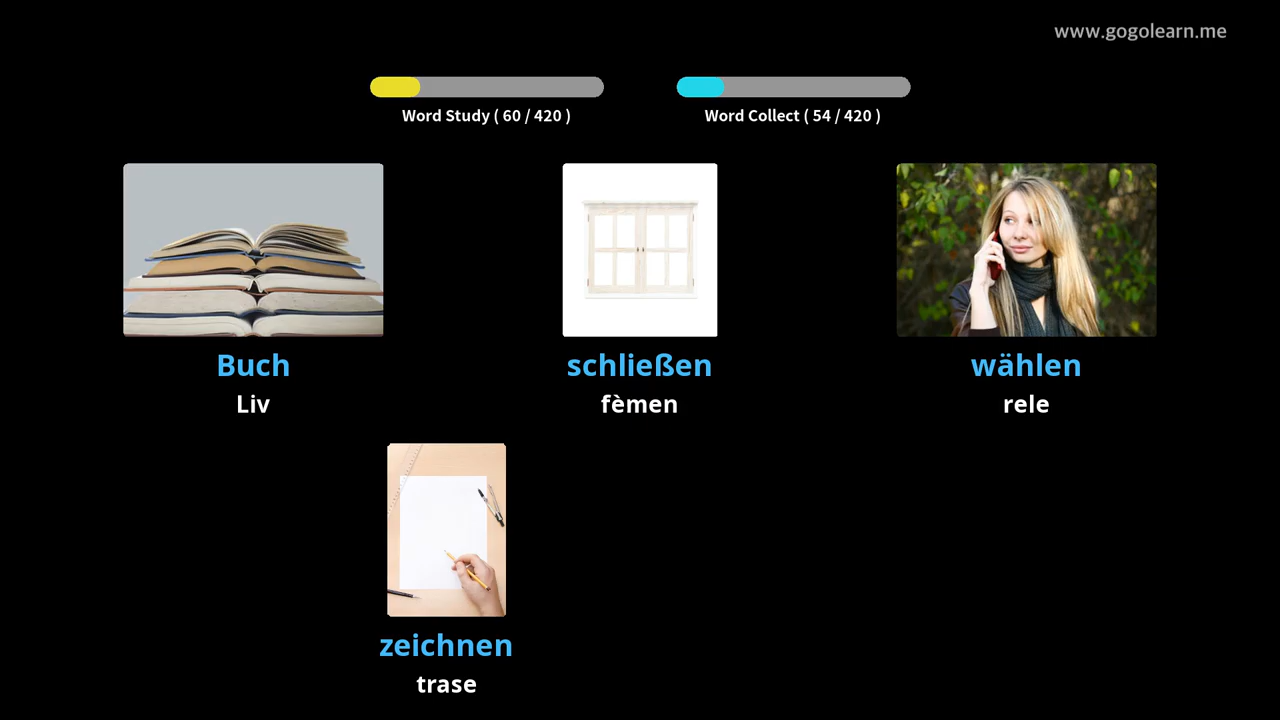 www.gogolearn.me
Word Study ( 60 / 420 )
Word Collect ( 54 / 420 )
Buch
Liv
schließen
fèmen
wählen
rele
zeichnen
trase